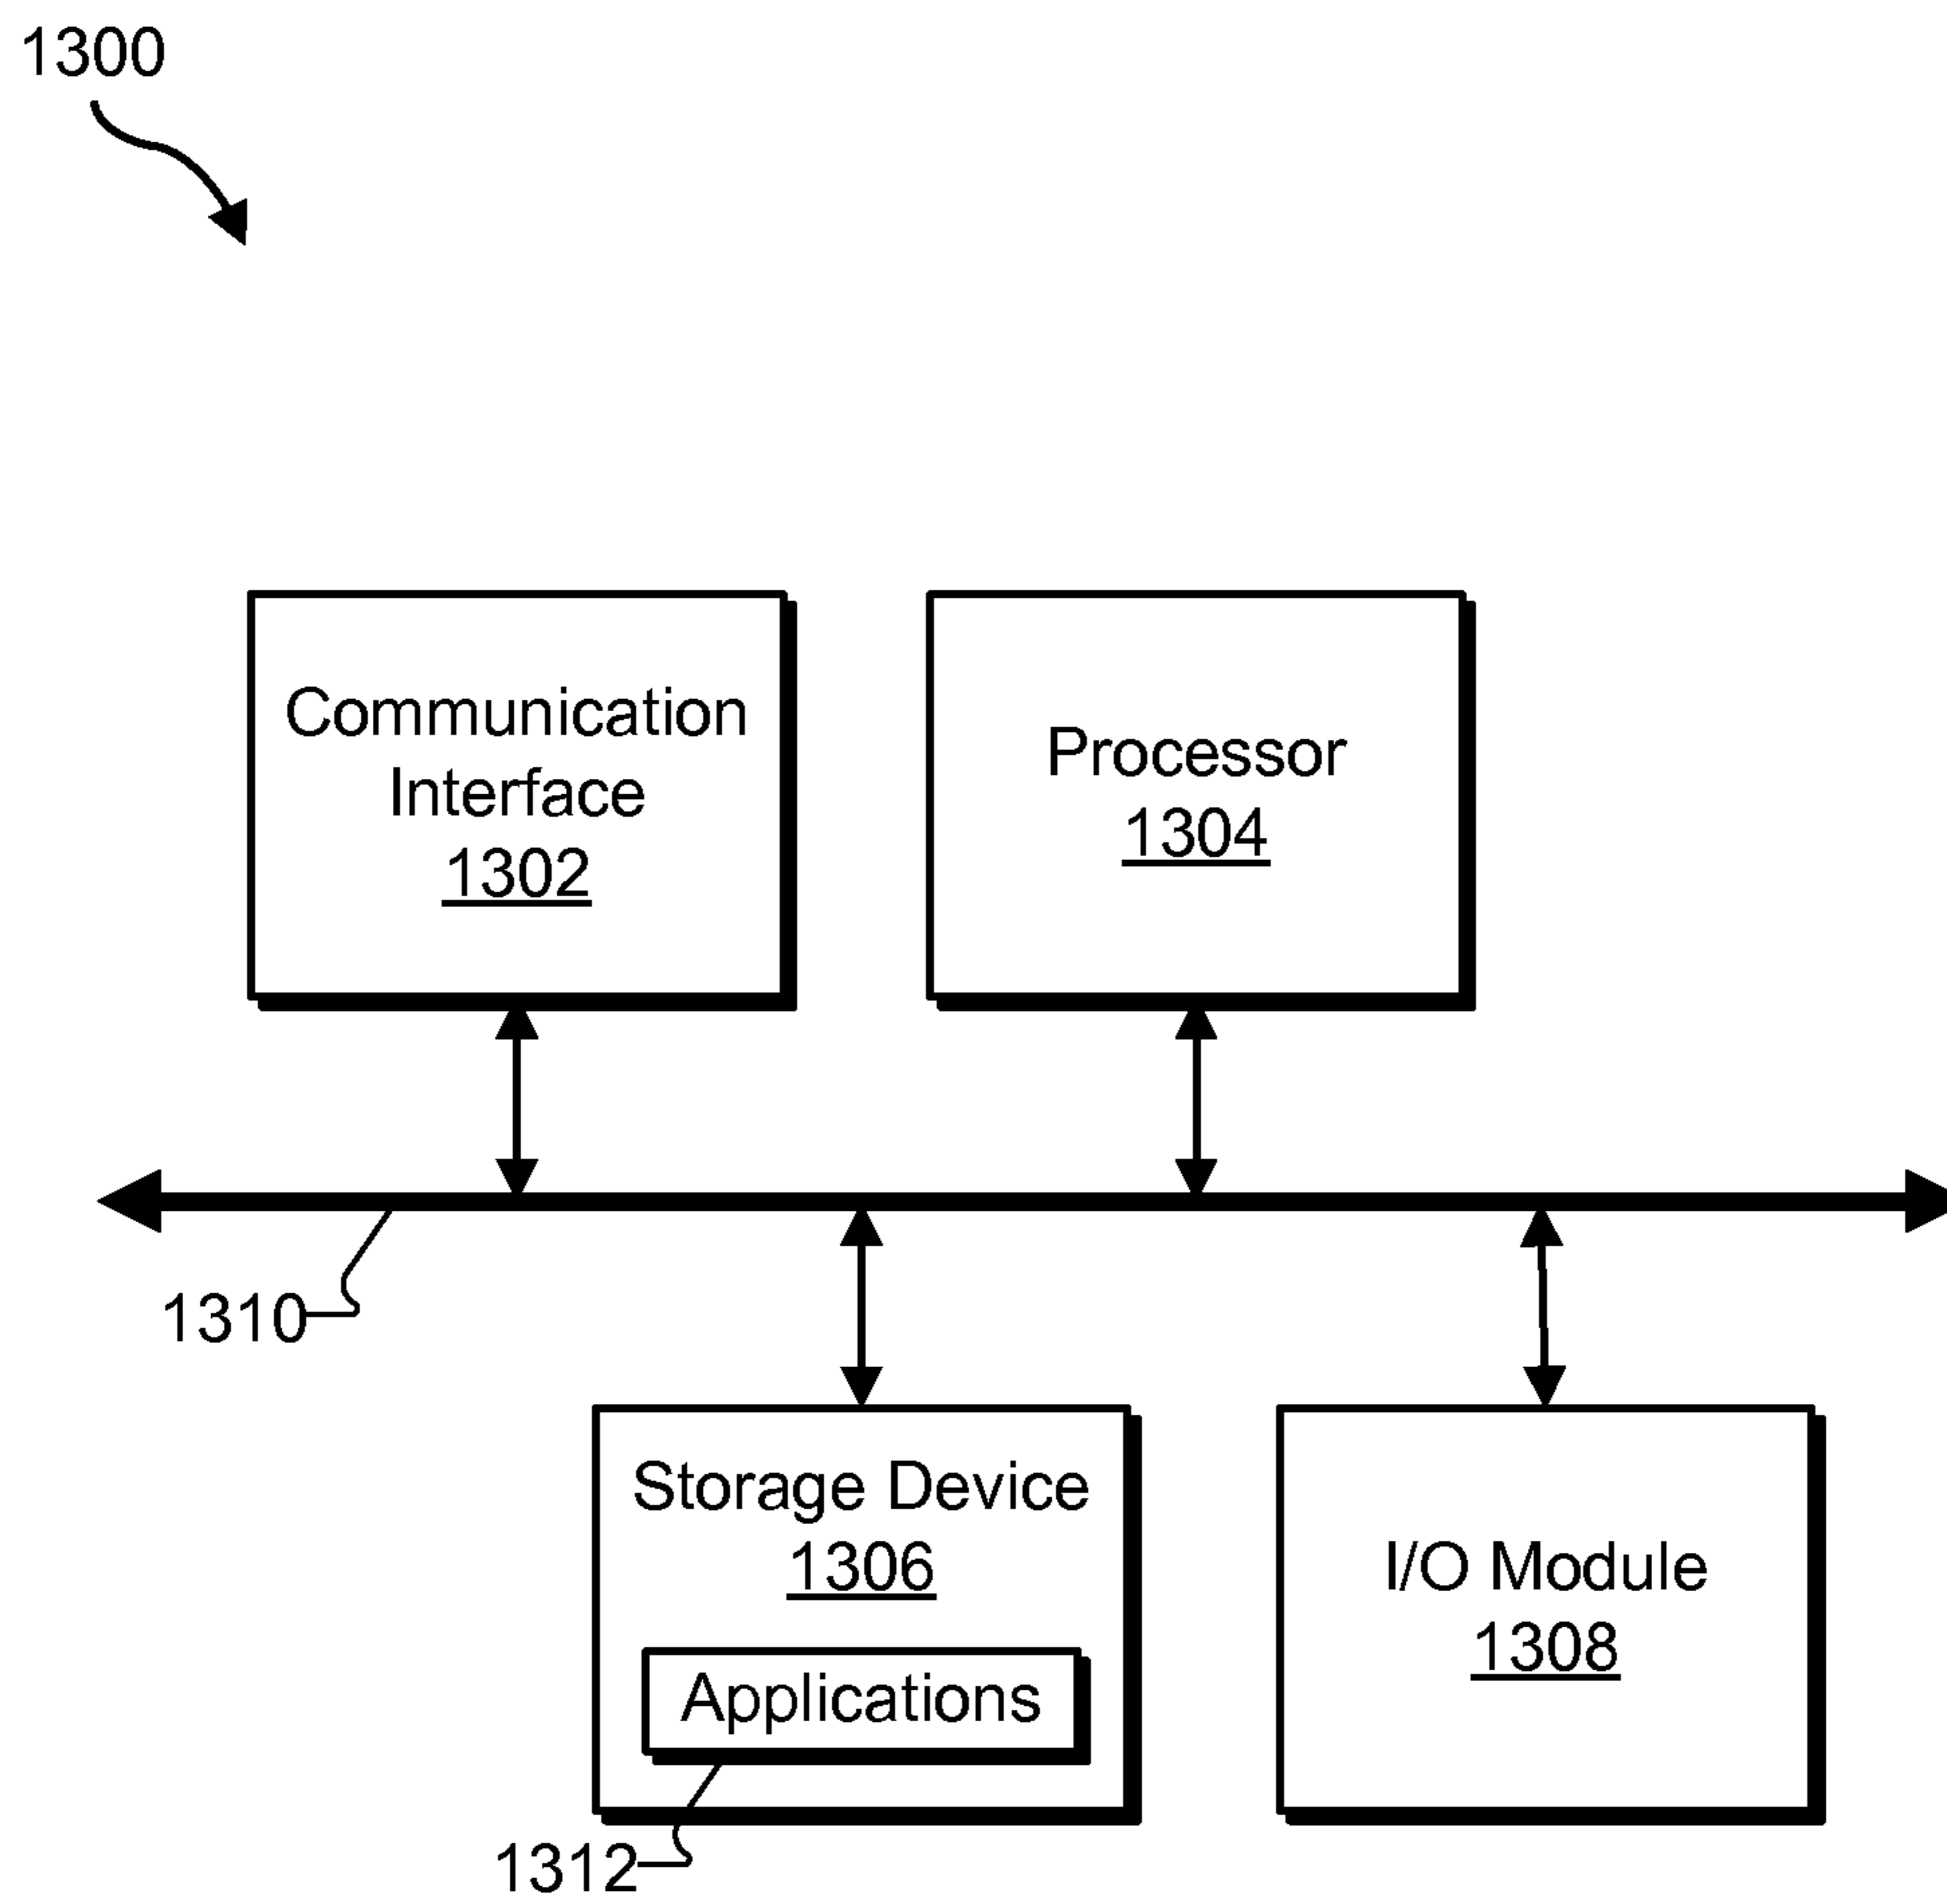 1300
Communication
Interface
1302
Processor
1304
1310
Storage Device
1306
Applications
1312
I/O Module
1308